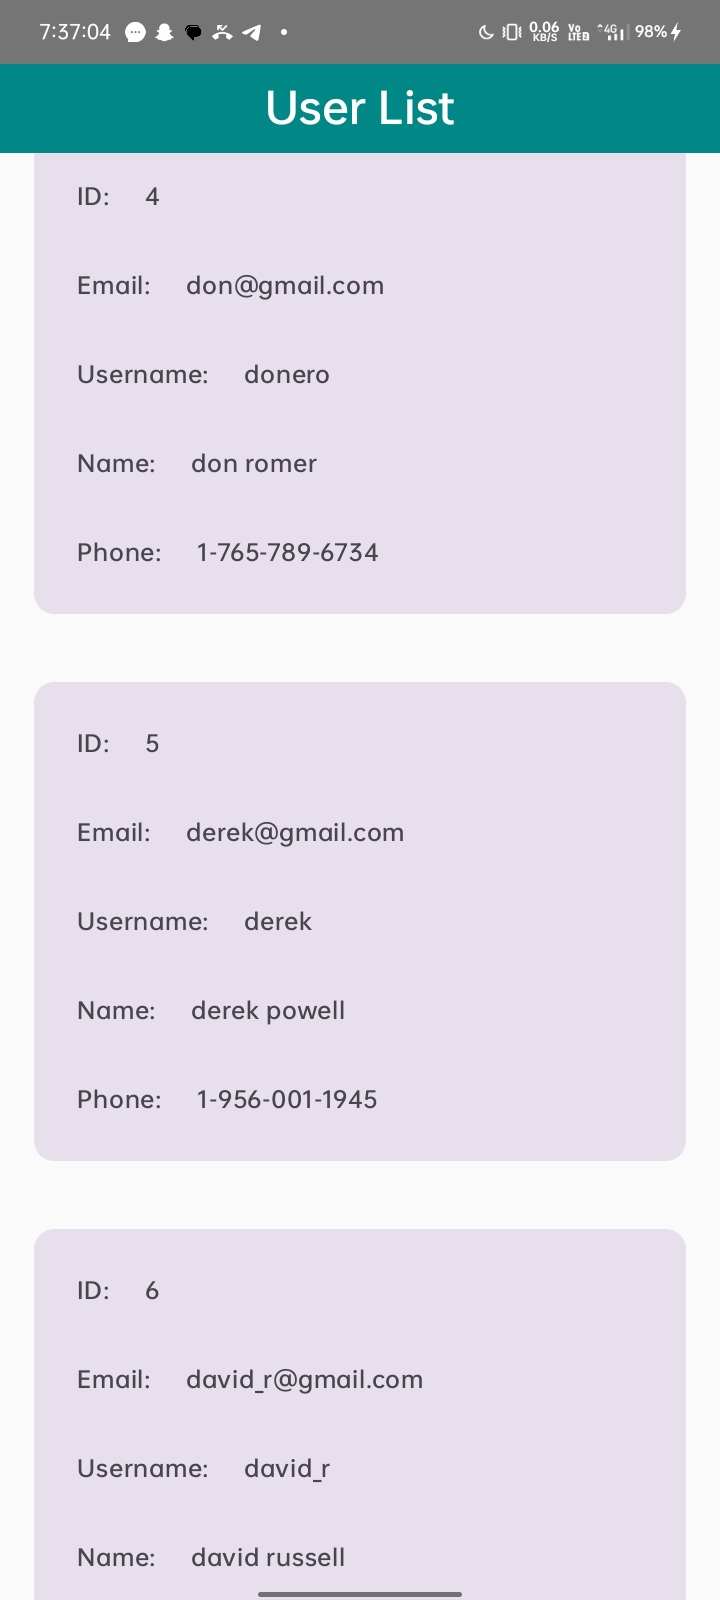 7:37:04 0.06 KB/S Vo LTE2 4G 98%
User List
ID: 4
Email: don@gmail.com
Username: donero
Name: don romer
Phone: 1-765-789-6734
ID: 5
Email: derek@gmail.com
Username: derek
Name: derek powell
Phone: 1-956-001-1945
ID: 6
Email: david_r@gmail.com
Username: david_r
Name: david russell